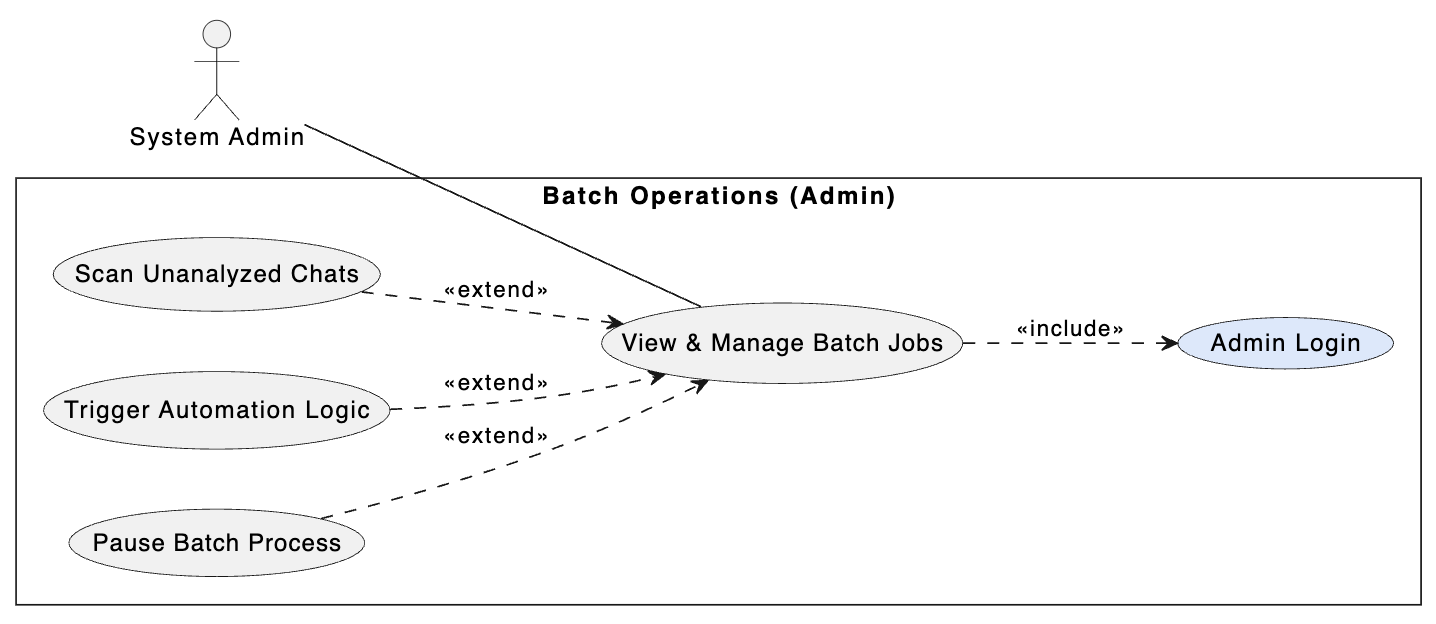 System Admin
Batch Operations (Admin)
Scan Unanalyzed Chats
«extend»
View & Manage Batch Jobs
«include»
Admin Login
«extend»
Trigger Automation Logic
«extend»
Pause Batch Process